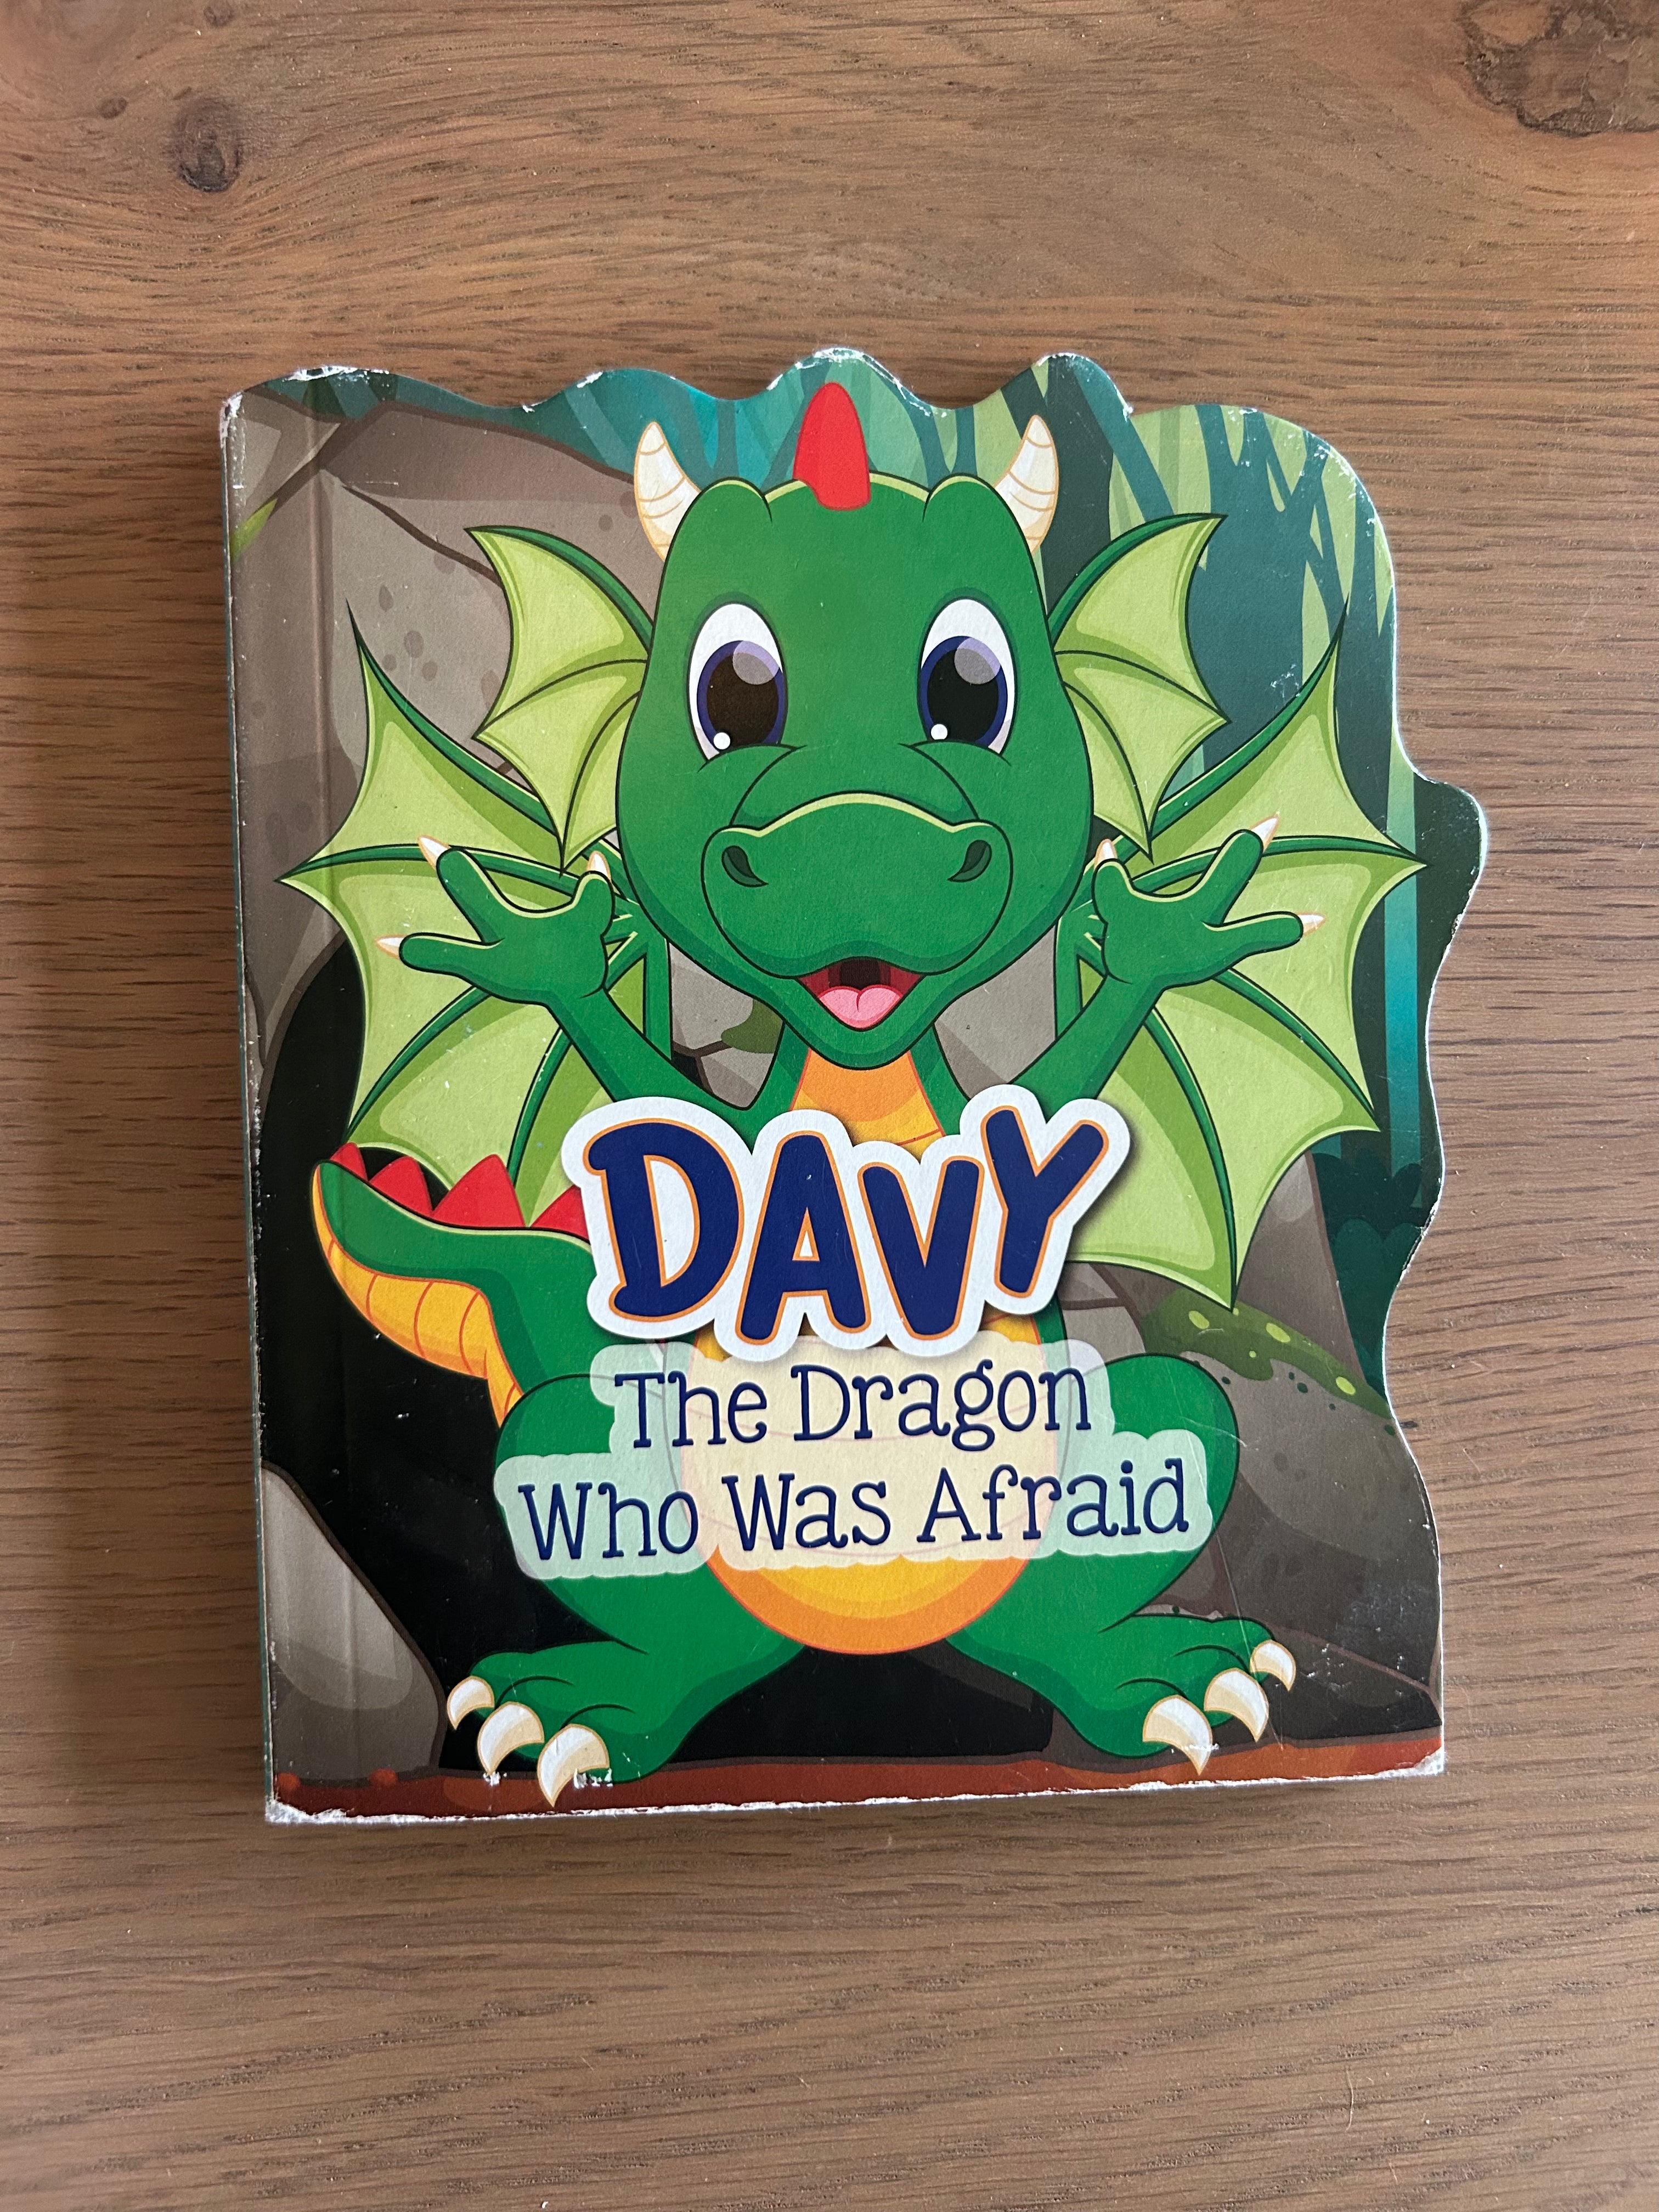 DAVY
The Dragon
Who Was Afraid